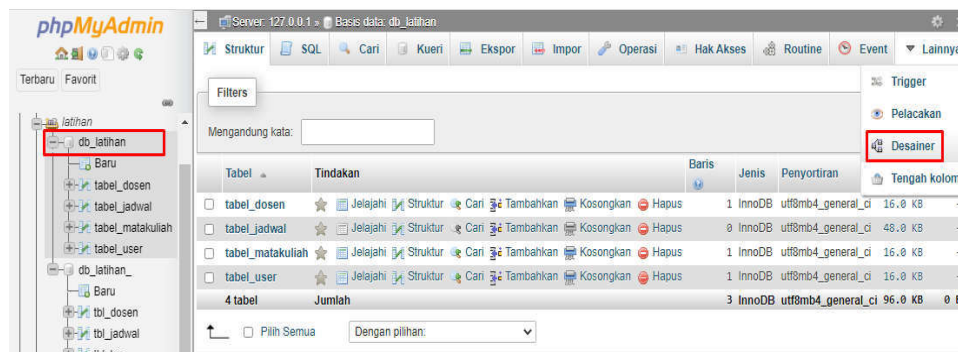 phpMyAdmin
Terbaru Favorit
latihan
db_latihan
Baru
tabel_dosen
tabel_jadwal
tabel_matakuliah
tabel_user
db_latihan_
Baru
tbl_dosen
tbl_jadwal
Server: 127.0.0.1 » Basis data: db_latihan
Struktur SQL Cari Kueri Ekspor Impor Operasi Hak Akses Routine Event Lainnya
Trigger
Pelacakan
Desainer
Tengah kolom
Filters
Mengandung kata:
Tabel Tindakan Baris Jenis Penyortiran
tabel_dosen Jelajahi Struktur Cari Tambahkan Kosongkan Hapus 1 InnoDB utf8mb4_general_ci 16.0 KB -
tabel_jadwal Jelajahi Struktur Cari Tambahkan Kosongkan Hapus 0 InnoDB utf8mb4_general_ci 48.0 KB -
tabel_matakuliah Jelajahi Struktur Cari Tambahkan Kosongkan Hapus 1 InnoDB utf8mb4_general_ci 16.0 KB -
tabel_user Jelajahi Struktur Cari Tambahkan Kosongkan Hapus 1 InnoDB utf8mb4_general_ci 16.0 KB -
4 tabel Jumlah 3 InnoDB utf8mb4_general_ci 96.0 KB 0
Pilih Semua Dengan pilihan: